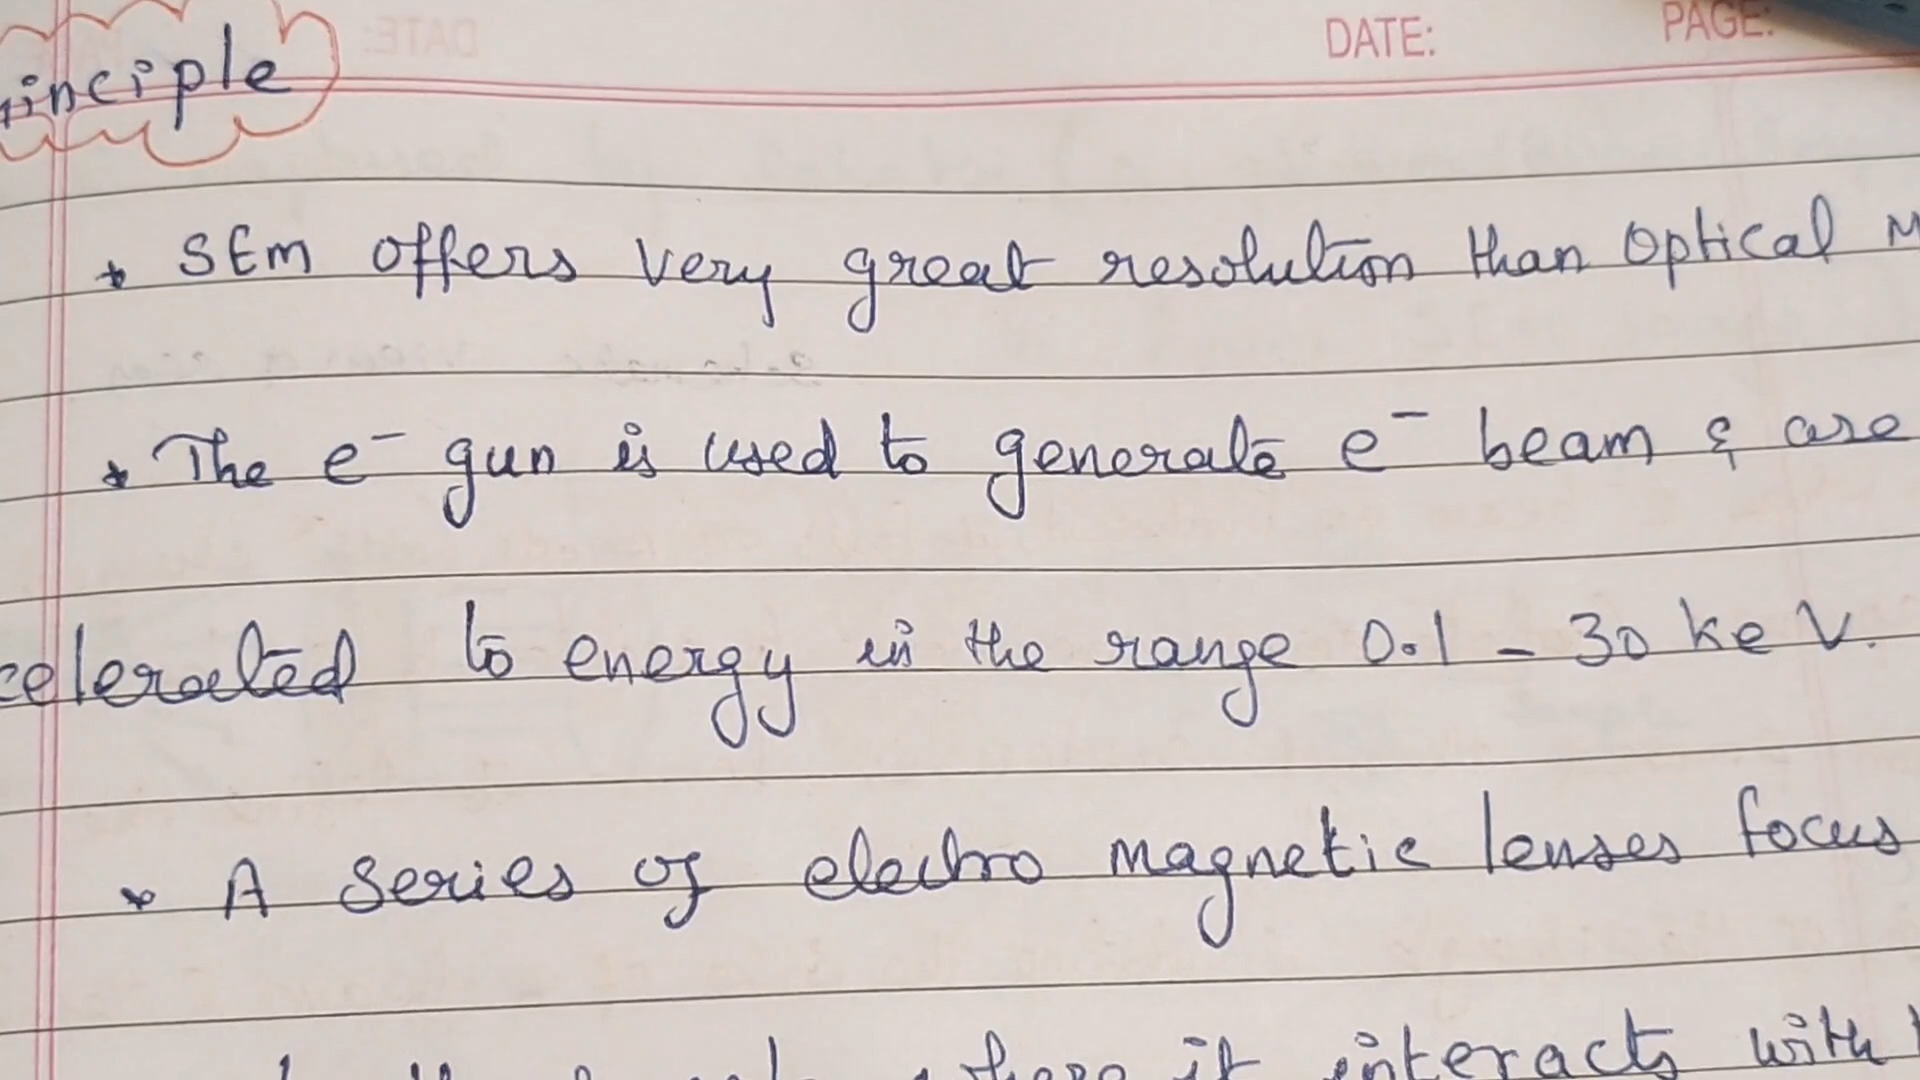 DATE: PAGE:
inciple
* SEM offers very great resolution than optical
* The e⁻ gun is used to generate e⁻ beam & are
celerated to energy in the range 0.1 - 30 keV.
* A series of electro magnetic lenses focus
it interacts with